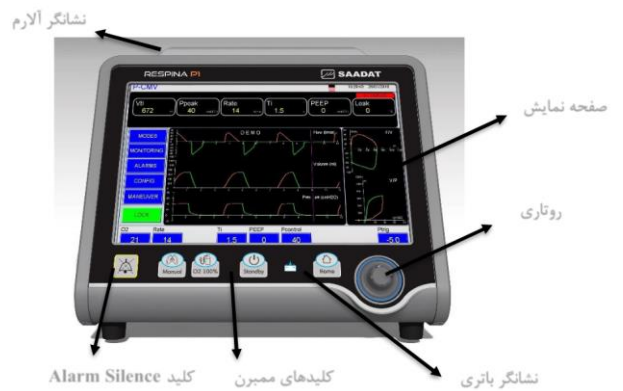 نشانگر آلارم
RESPINA P1
SAADAT
P-CMV
Vti
672
Ppeak
40
Rate
14
Ti
1.5
PEEP
0
Leak
0
MODES
MONITORING
ALARMS
CONFIG
MANEUVER
LOCK
DEMO
صفحه نمایش
O2
21
Rate
14
Ti
1.5
PEEP
0
Pcontrol
40
Ptrig
-5.0
روتاری
Manual
O2 100%
Standby
Home
کلید Alarm Silence
کلیدهای ممبرن
نشانگر باتری